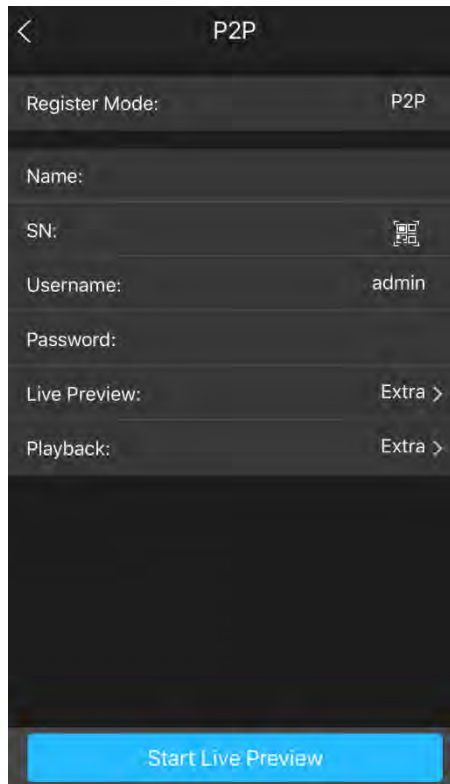 P2P
Register Mode: P2P
Name:
SN:
Username: admin
Password:
Live Preview: Extra >
Playback: Extra >
Start Live Preview